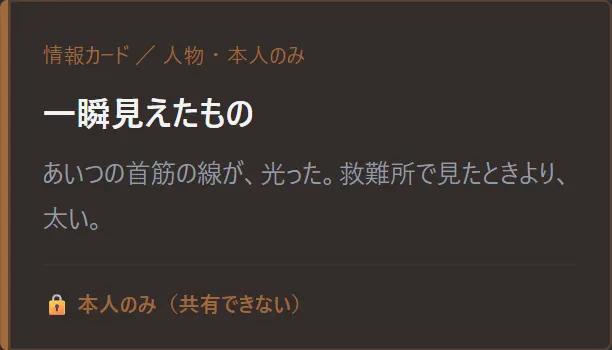 情報カード ／ 人物 · 本人のみ
一瞬見えたもの
あいつの首筋の線が、光った。救難所で見たときより、
太い。
🔒 本人のみ（共有できない）